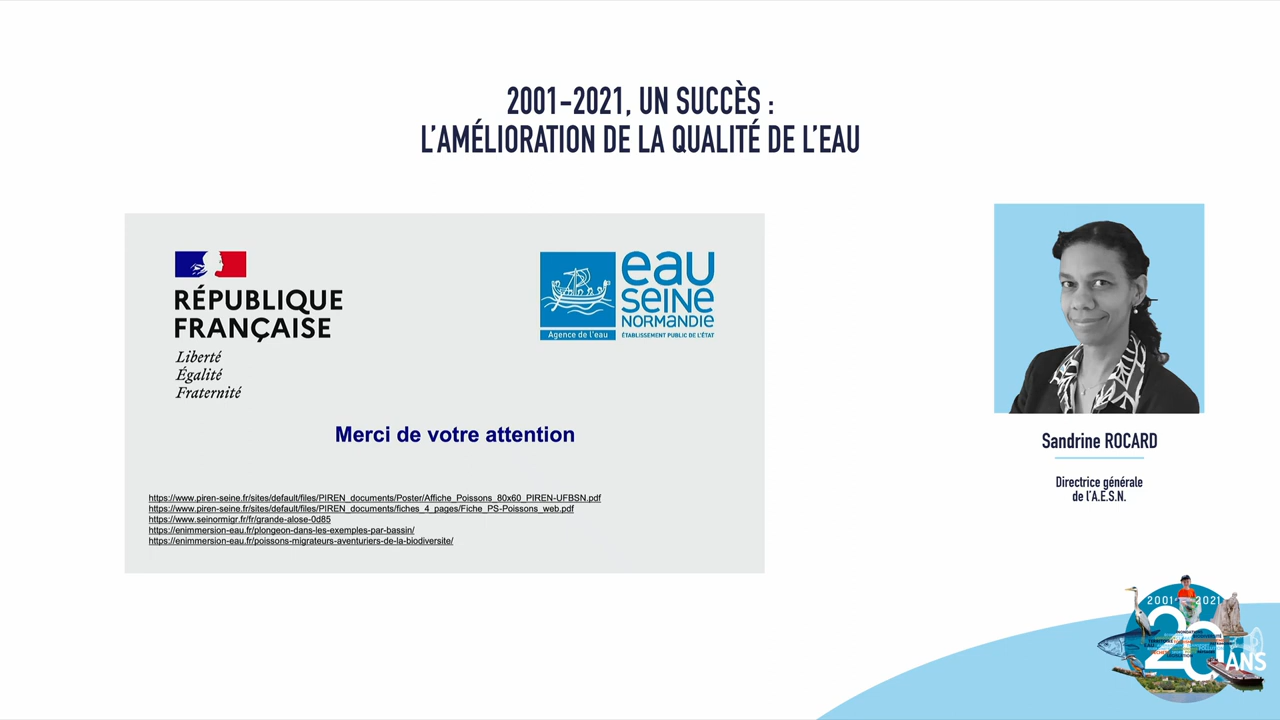 2001-2021, UN SUCCÈS :
L'AMÉLIORATION DE LA QUALITÉ DE L'EAU
RÉPUBLIQUE
FRANÇAISE
Liberté
Égalité
Fraternité
eau
seine
NORMANDIE
Agence de l'eau
ÉTABLISSEMENT PUBLIC DE L'ÉTAT
Merci de votre attention
https://www.piren-seine.fr/sites/default/files/PIREN_documents/Poster/Affiche_Poissons_80x60_PIREN-UFBSN.pdf
https://www.piren-seine.fr/sites/default/files/PIREN_documents/fiches_4_pages/Fiche_PS-Poissons_web.pdf
https://www.seinormigr.fr/fr/grande-alose-0d85
https://enimmersion-eau.fr/plongeon-dans-les-exemples-par-bassin/
https://enimmersion-eau.fr/poissons-migrateurs-aventuriers-de-la-biodiversite/
Sandrine ROCARD
Directrice générale
de l'A.E.S.N.
2001 - 2021
20 ANS